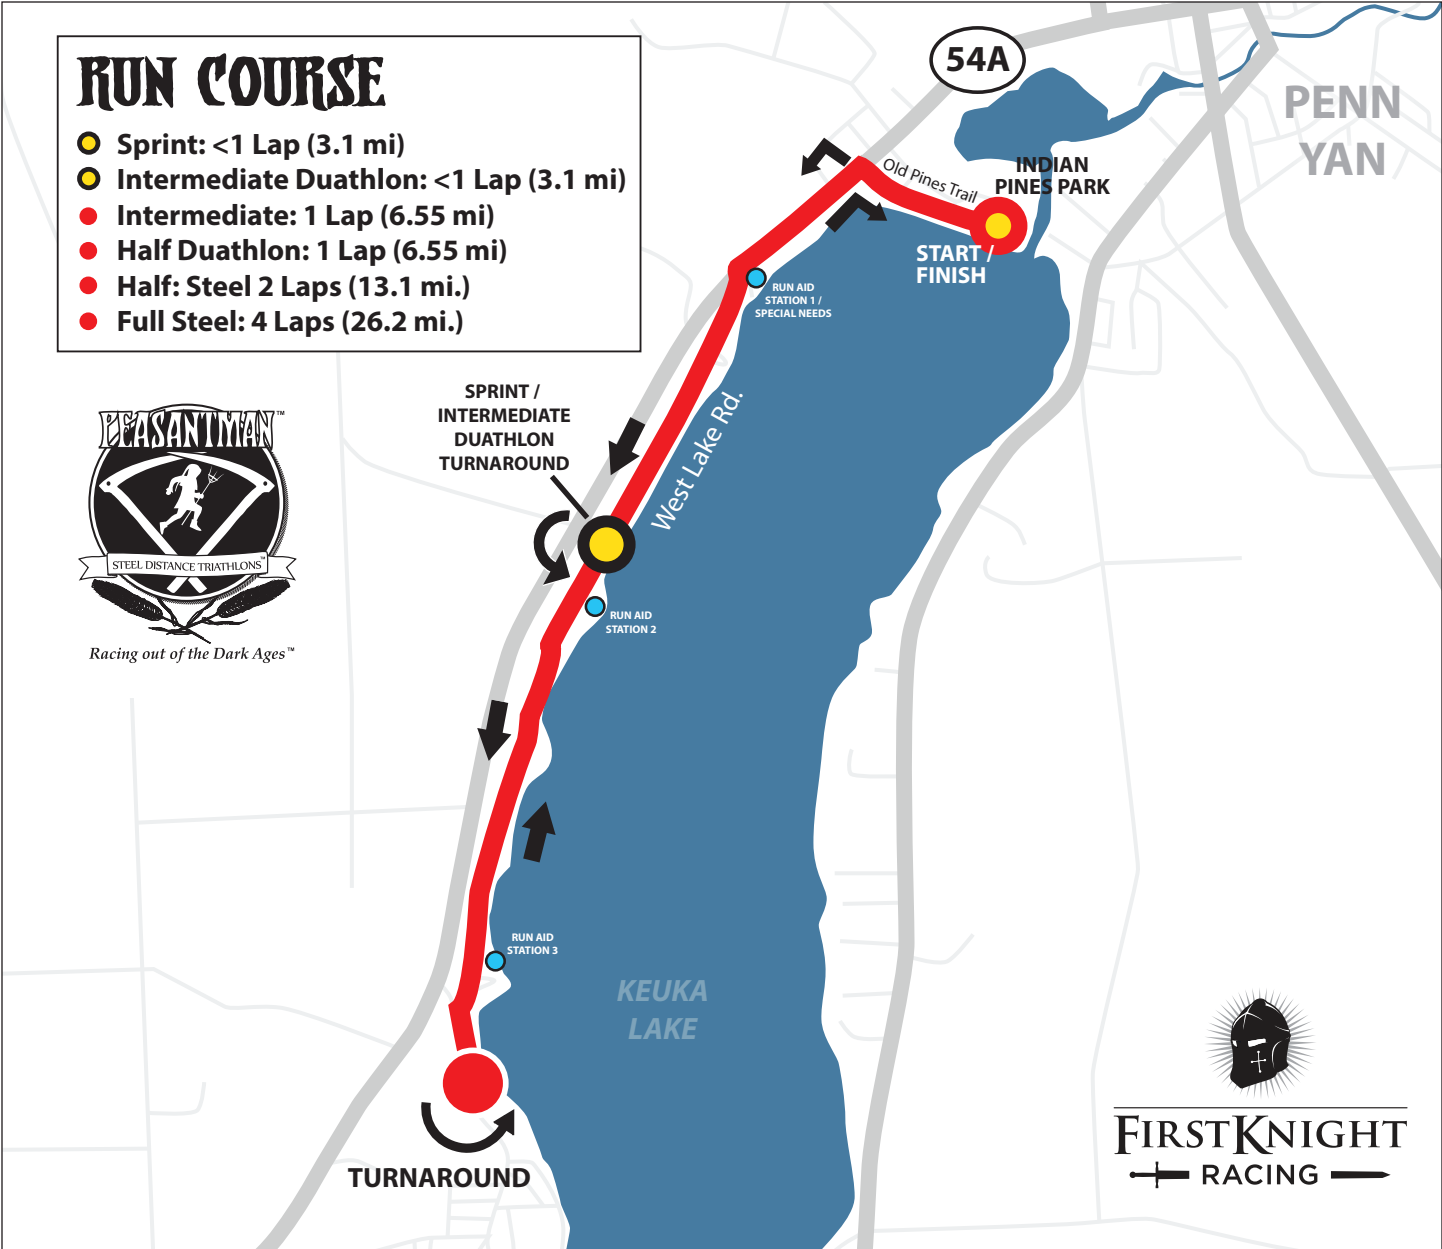 RUN COURSE
Sprint: <1 Lap (3.1 mi)
Intermediate Duathlon: <1 Lap (3.1 mi)
Intermediate: 1 Lap (6.55 mi)
Half Duathlon: 1 Lap (6.55 mi)
Half: Steel 2 Laps (13.1 mi.)
Full Steel: 4 Laps (26.2 mi.)
54A
PENN
YAN
INDIAN
PINES PARK
Old Pines Trail
START /
FINISH
RUN AID
STATION 1 /
SPECIAL NEEDS
SPRINT /
INTERMEDIATE
DUATHLON
TURNAROUND
West Lake Rd.
PEASANTMAN™
STEEL DISTANCE TRIATHLONS™
Racing out of the Dark Ages™
RUN AID
STATION 2
RUN AID
STATION 3
KEUKA
LAKE
TURNAROUND
FIRSTKNIGHT
RACING